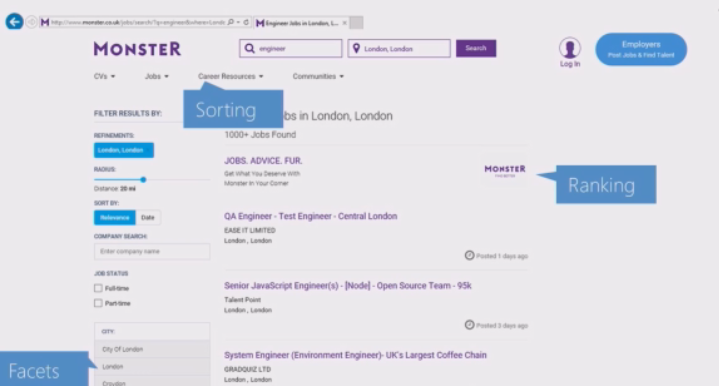 http://www.monster.co.uk/jobs/search/?q=engineer&where=Londo
Engineer Jobs in London, L...
MONSTER
engineer
London, London
Search
Log In
Employers
Post Jobs & Find Talent
CVs
Jobs
Career Resources
Communities
Sorting
FILTER RESULTS BY:
REFINEMENTS:
London, London
RADIUS:
Distance: 20 mi
SORT BY:
Relevance
Date
COMPANY SEARCH:
Enter company name
JOB STATUS
Full-time
Part-time
CITY:
City Of London
London
Croydon
Facets
bs in London, London
1000+ Jobs Found
JOBS. ADVICE. FUR.
Get What You Deserve With
Monster in Your Corner
MONSTER
Ranking
QA Engineer - Test Engineer - Central London
EASE IT LIMITED
London, London
Posted 1 days ago
Senior JavaScript Engineer(s) - [Node] - Open Source Team - 95k
Talent Point
London, London
Posted 3 days ago
System Engineer (Environment Engineer)- UK's Largest Coffee Chain
GRADQUIZ LTD
London, London